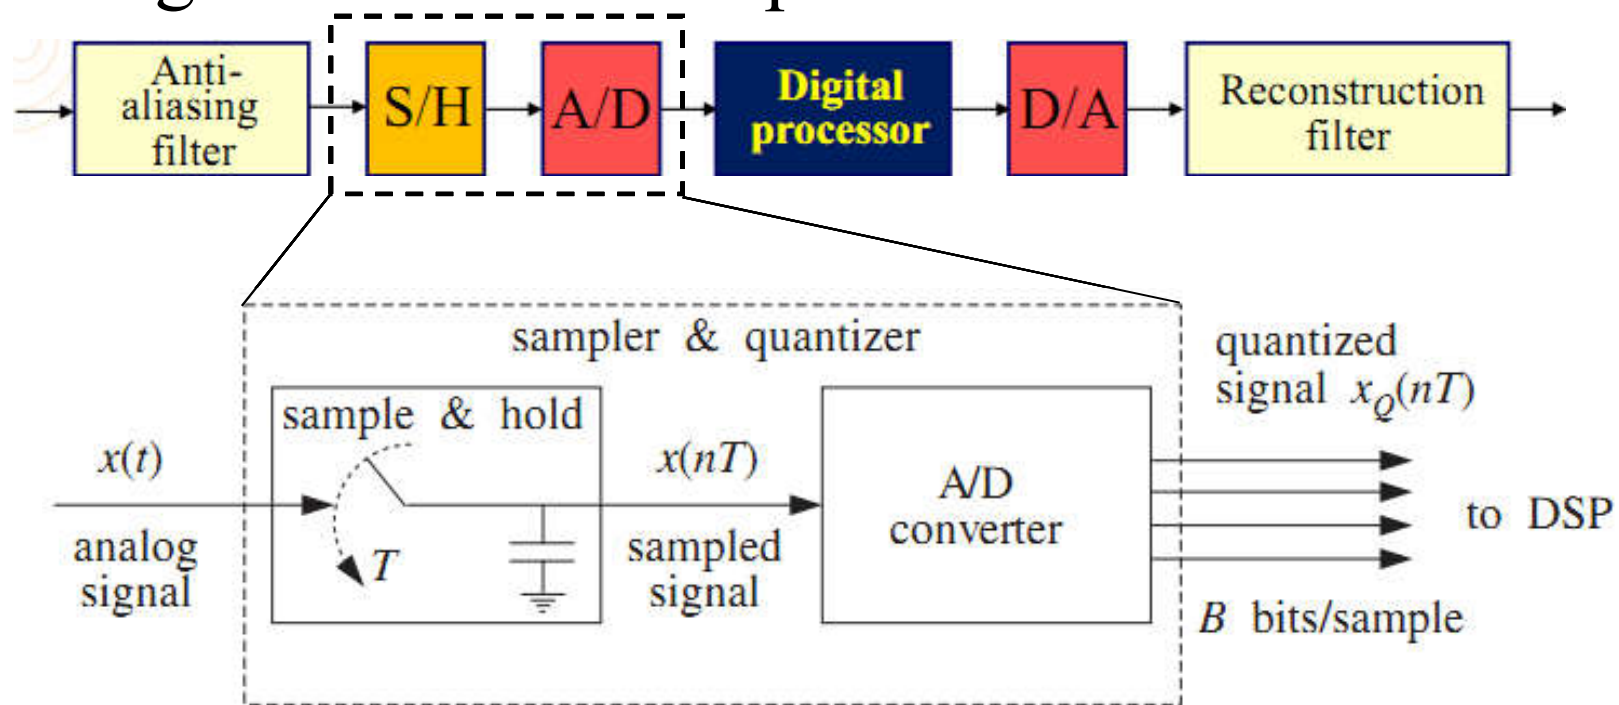 Anti-
aliasing
filter
S/H
A/D
Digital
processor
D/A
Reconstruction
filter
sampler & quantizer
quantized
signal x_Q(nT)
sample & hold
x(t)
x(nT)
A/D
converter
to DSP
analog
signal
T
sampled
signal
B bits/sample